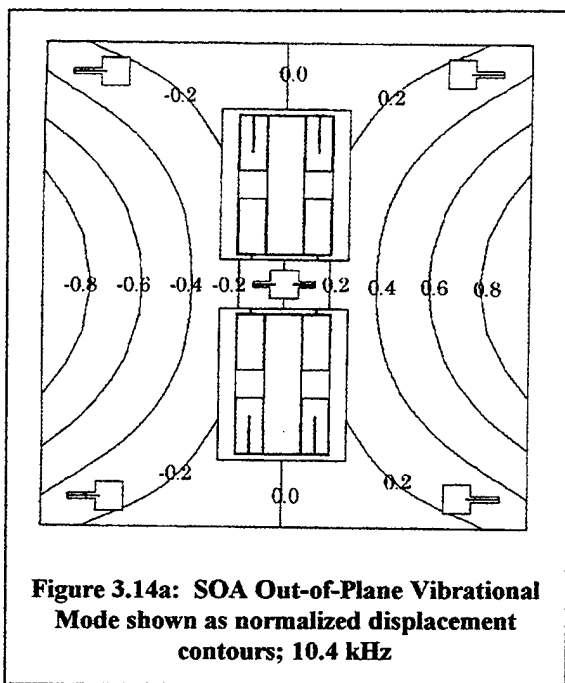 0.0
-0.2 0.2
-0.8 -0.6 -0.4 -0.2 0.2 0.4 0.6 0.8
-0.2 0.2
0.0
Figure 3.14a: SOA Out-of-Plane Vibrational
Mode shown as normalized displacement
contours; 10.4 kHz